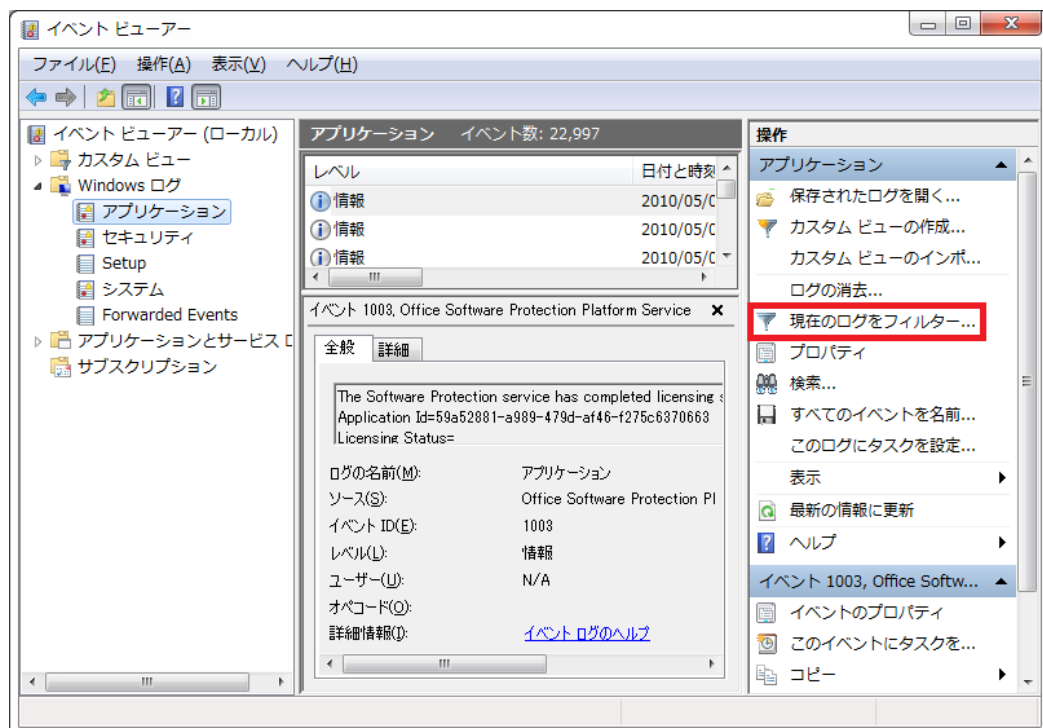 イベント ビューアー
ファイル(F) 操作(A) 表示(V) ヘルプ(H)
イベント ビューアー (ローカル)
カスタム ビュー
Windows ログ
アプリケーション
セキュリティ
Setup
システム
Forwarded Events
アプリケーションとサービス
サブスクリプション
アプリケーション イベント数: 22,997
レベル 日付と時刻
情報 2010/05/0
情報 2010/05/0
情報 2010/05/0
イベント 1003, Office Software Protection Platform Service
全般 詳細
The Software Protection service has completed licensing s
Application Id=59a52881-a989-479d-af46-f275c6370663
Licensing Status=
ログの名前(M): アプリケーション
ソース(S): Office Software Protection Pl
イベント ID(E): 1003
レベル(L): 情報
ユーザー(U): N/A
オペコード(O):
詳細情報(I): イベント ログのヘルプ
操作
アプリケーション
保存されたログを開く...
カスタム ビューの作成...
カスタム ビューのインポ...
ログの消去...
現在のログをフィルター...
プロパティ
検索...
すべてのイベントを名前...
このログにタスクを設定...
表示
最新の情報に更新
ヘルプ
イベント 1003, Office Softw...
イベントのプロパティ
このイベントにタスクを...
コピー